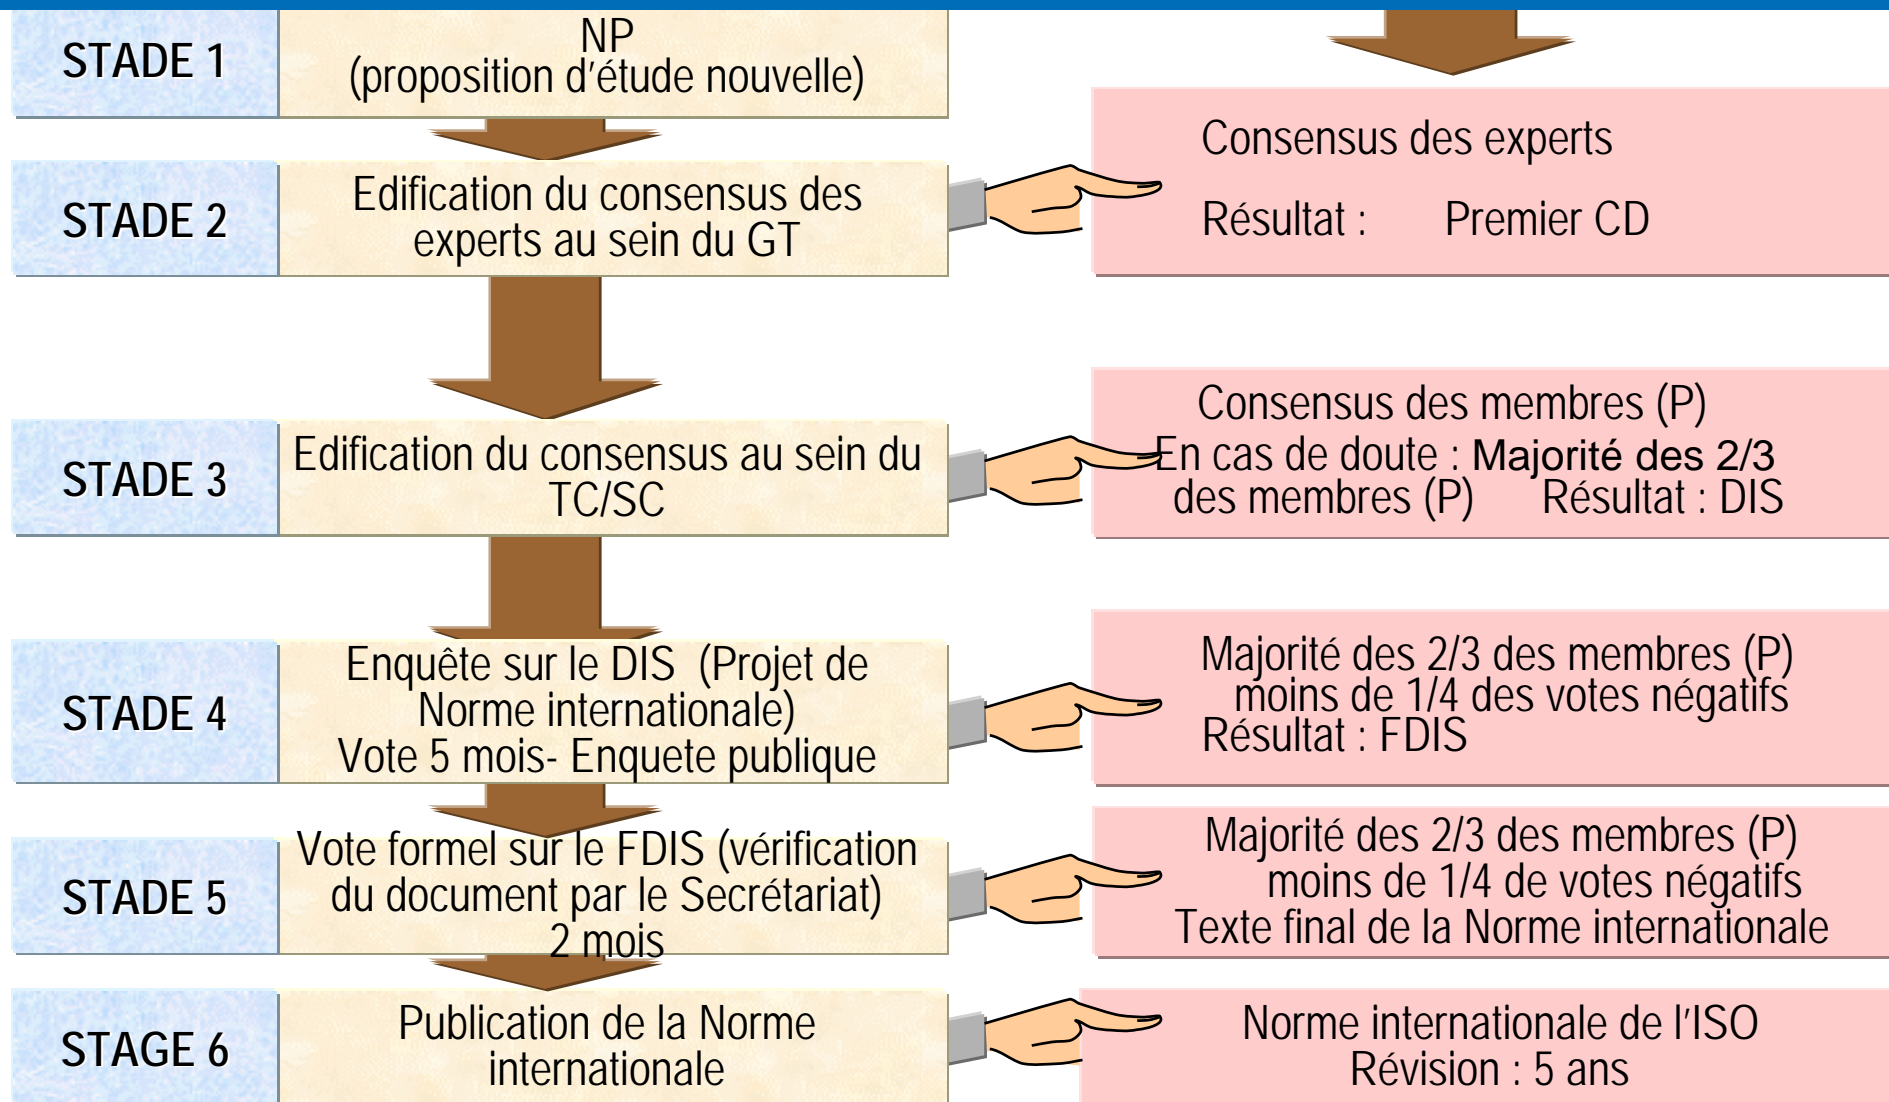 STADE 1
NP
(proposition d'étude nouvelle)
STADE 2
Edification du consensus des
experts au sein du GT
Consensus des experts
Résultat : Premier CD
STADE 3
Edification du consensus au sein du
TC/SC
Consensus des membres (P)
En cas de doute : Majorité des 2/3
des membres (P) Résultat : DIS
STADE 4
Enquête sur le DIS (Projet de
Norme internationale)
Vote 5 mois- Enquete publique
Majorité des 2/3 des membres (P)
moins de 1/4 des votes négatifs
Résultat : FDIS
STADE 5
Vote formel sur le FDIS (vérification
du document par le Secrétariat)
2 mois
Majorité des 2/3 des membres (P)
moins de 1/4 de votes négatifs
Texte final de la Norme internationale
STAGE 6
Publication de la Norme
internationale
Norme internationale de l'ISO
Révision : 5 ans